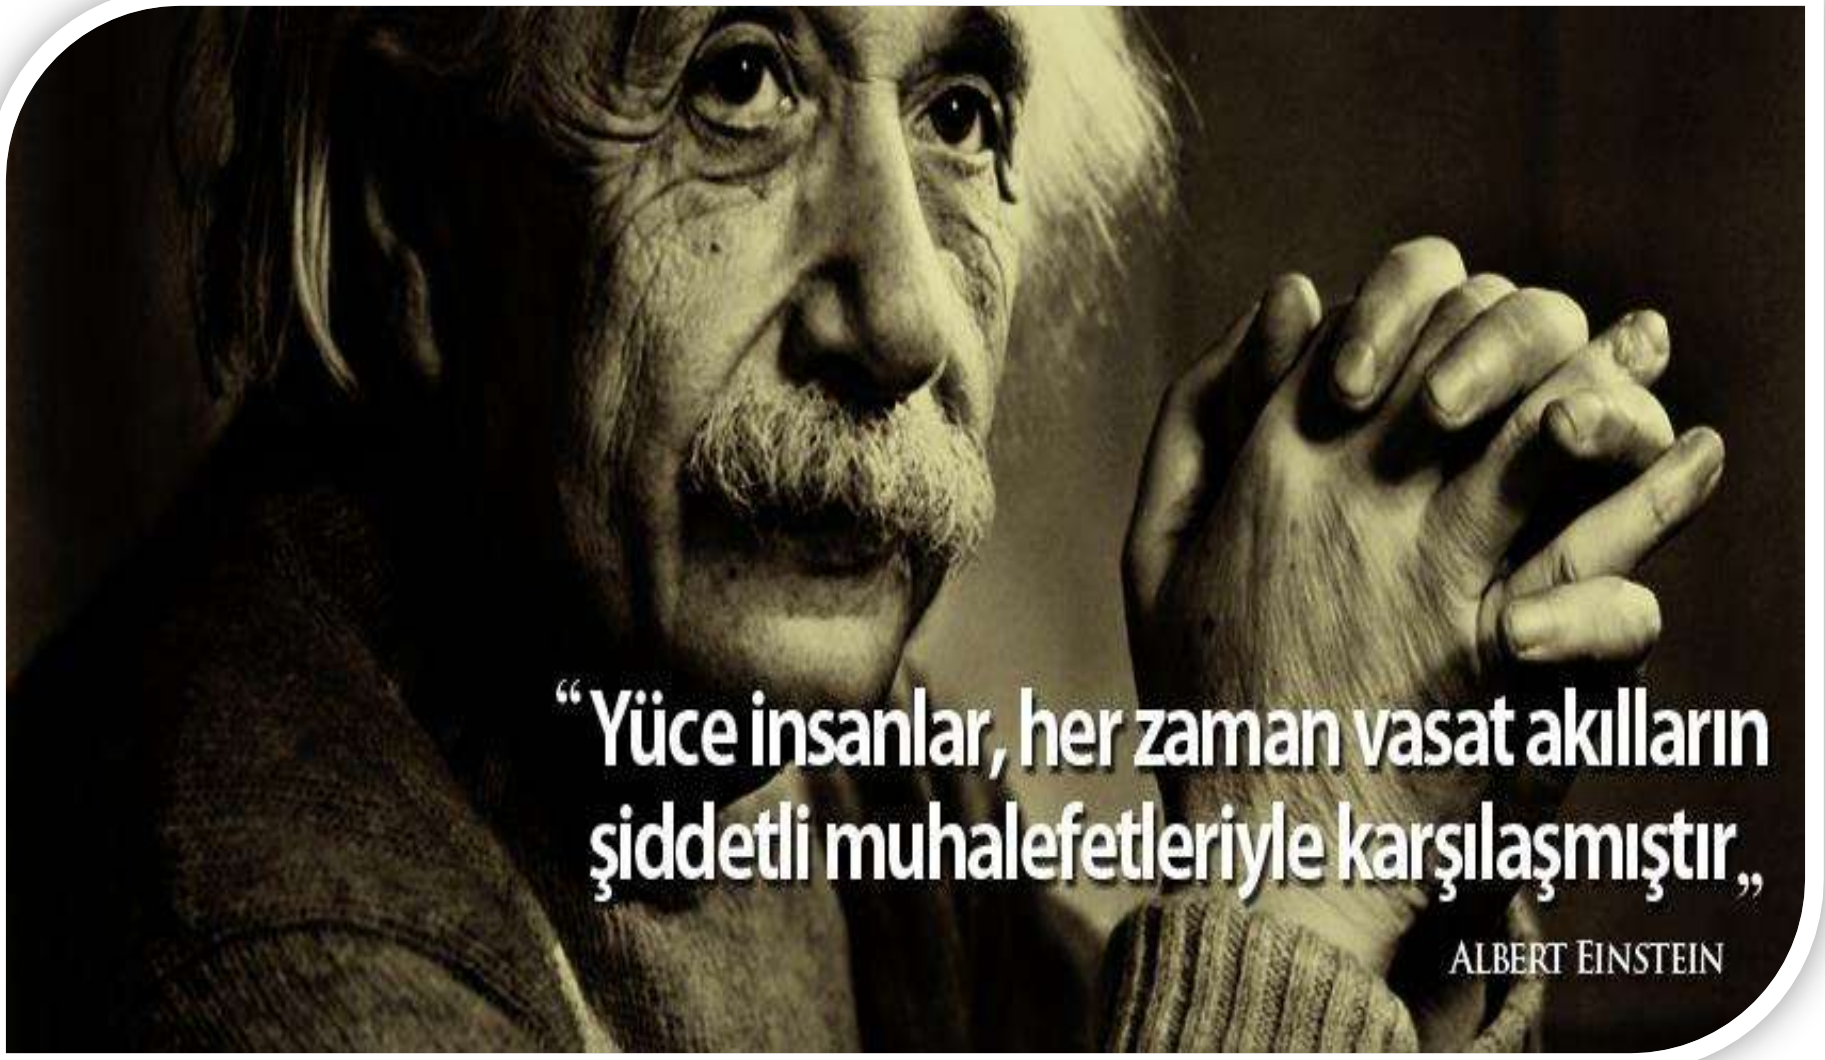 “Yüce insanlar, her zaman vasat akılların
şiddetli muhalefetleriyle karşılaşmıştır„
ALBERT EINSTEIN